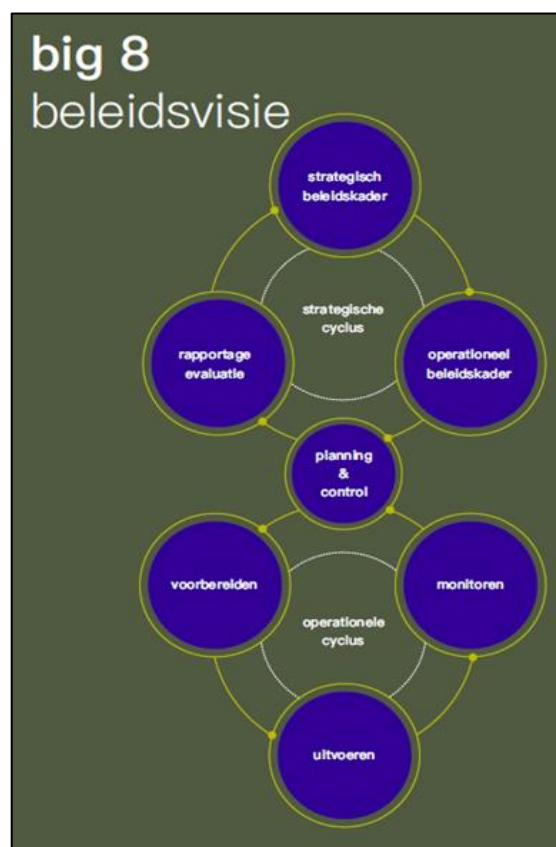 big 8
beleidsvisie
strategisch
beleidskader
strategische
cyclus
rapportage
evaluatie
operationeel
beleidskader
planning
&
control
voorbereiden
monitoren
operationele
cyclus
uitvoeren